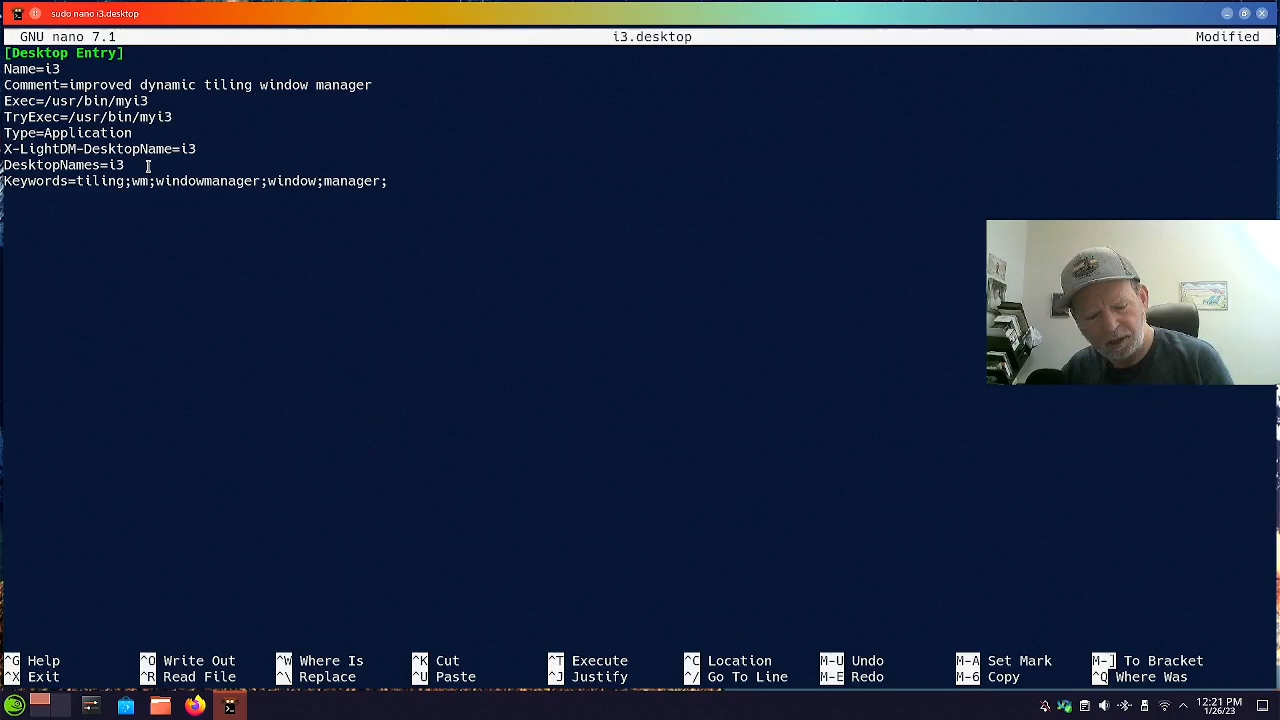 sudo nano i3.desktop
GNU nano 7.1 i3.desktop Modified
[Desktop Entry]
Name=i3
Comment=improved dynamic tiling window manager
Exec=/usr/bin/myi3
TryExec=/usr/bin/myi3
Type=Application
X-LightDM-DesktopName=i3
DesktopNames=i3
Keywords=tiling;wm;windowmanager;window;manager;
^G Help ^O Write Out ^W Where Is ^K Cut ^T Execute ^C Location M-U Undo M-A Set Mark M-] To Bracket
^X Exit ^R Read File ^\ Replace ^U Paste ^J Justify ^/ Go To Line M-E Redo M-6 Copy ^Q Where Was
12:21 PM
1/26/23